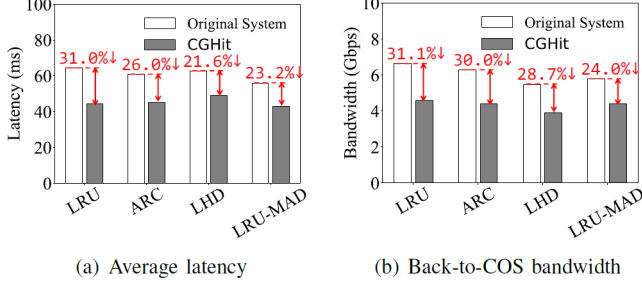 100
80
60
40
20
0
Latency (ms)
Original System
CGHit
31.0%↓
26.0%↓
21.6%↓
23.2%↓
LRU
ARC
LHD
LRU-MAD
(a) Average latency
10
8
6
4
2
0
Bandwidth (Gbps)
Original System
CGHit
31.1%↓
30.0%↓
28.7%↓
24.0%↓
LRU
ARC
LHD
LRU-MAD
(b) Back-to-COS bandwidth